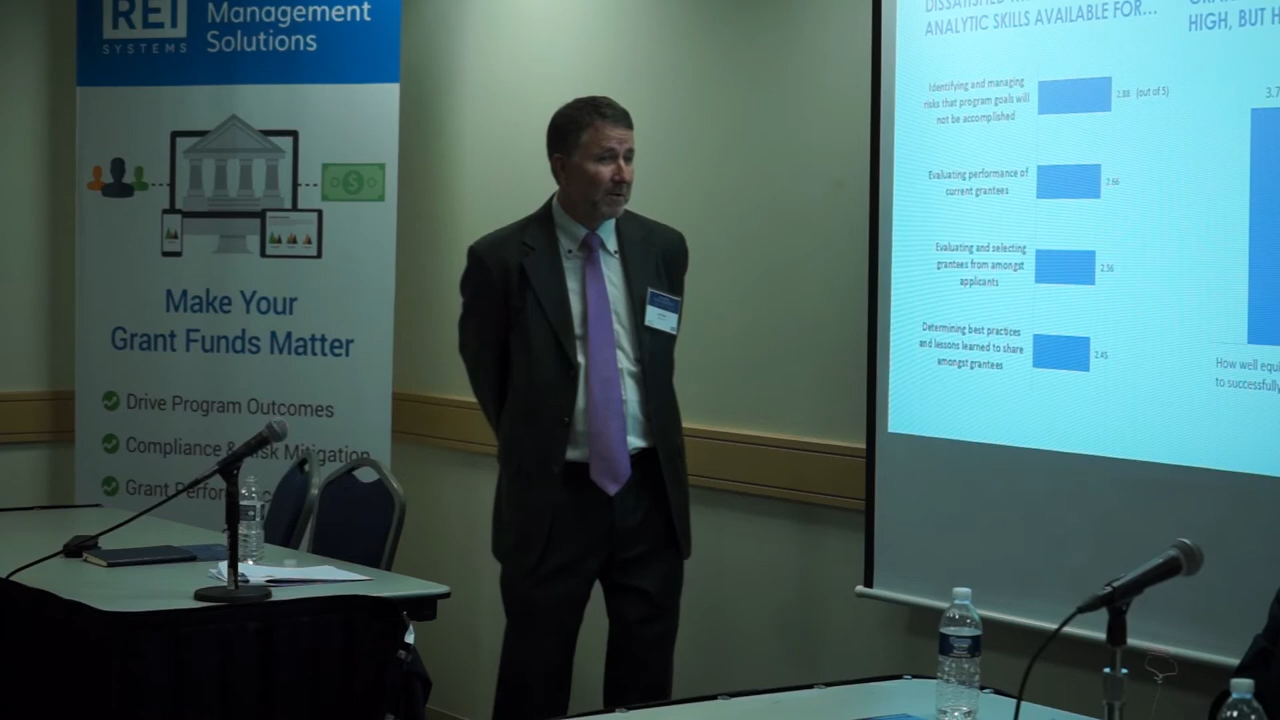 REI
SYSTEMS
Management
Solutions
Make Your
Grant Funds Matter
Drive Program Outcomes
Compliance & Risk Mitigation
Grant
ANALYTIC SKILLS AVAILABLE FOR...
Identifying and managing
risks that program goals will
not be accomplished
2.88 (out of 5)
Evaluating performance of
current grantees
2.66
Evaluating and selecting
grantees from amongst
applicants
2.56
Determining best practices
and lessons learned to share
amongst grantees
2.45
HIGH, BUT
3.7
How well
to